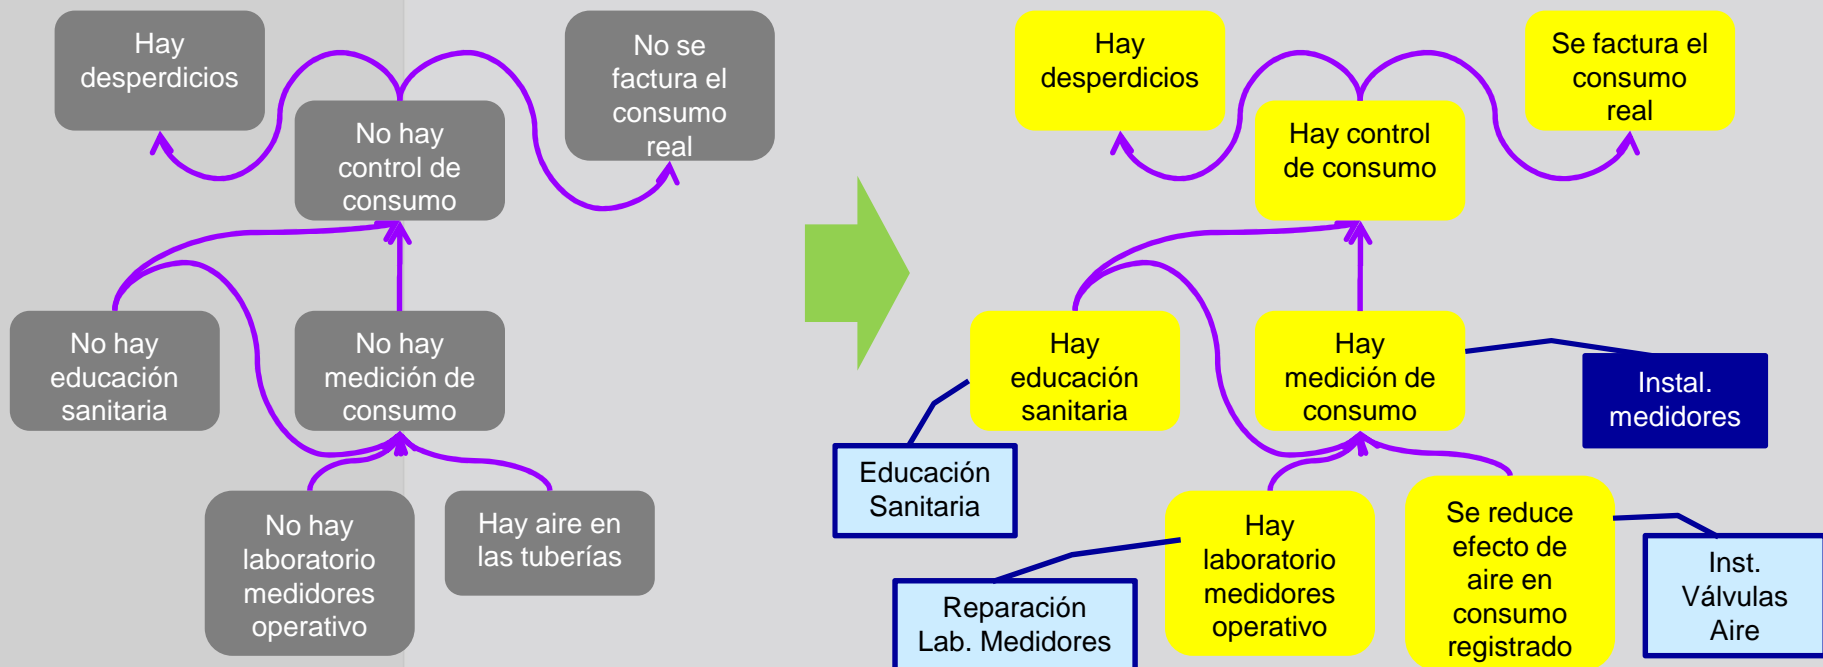 Hay
desperdicios
No se
factura el
consumo
real
No hay
control de
consumo
No hay
educación
sanitaria
No hay
medición de
consumo
No hay
laboratorio
medidores
operativo
Hay aire en
las tuberías
Hay
desperdicios
Se factura el
consumo
real
Hay control
de consumo
Hay
educación
sanitaria
Hay
medición de
consumo
Instal.
medidores
Educación
Sanitaria
Hay
laboratorio
medidores
operativo
Se reduce
efecto de
aire en
consumo
registrado
Reparación
Lab. Medidores
Inst.
Válvulas
Aire